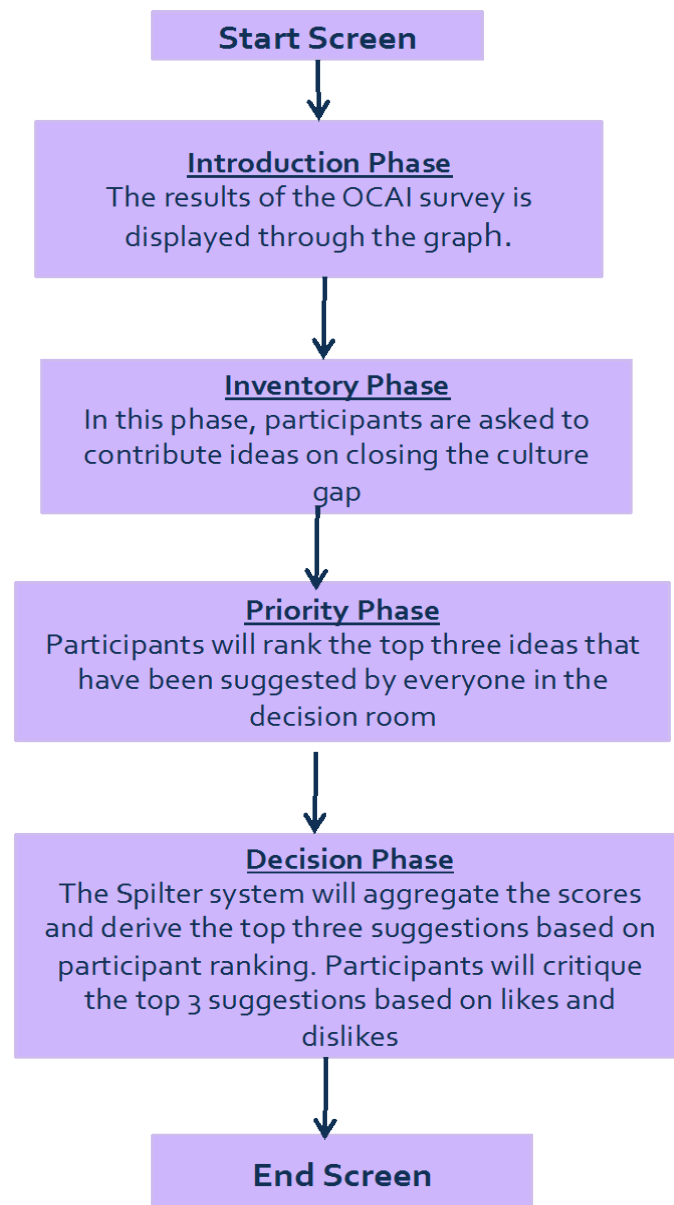 Start Screen
Introduction Phase
The results of the OCAI survey is
displayed through the graph.
Inventory Phase
In this phase, participants are asked to
contribute ideas on closing the culture
gap
Priority Phase
Participants will rank the top three ideas that
have been suggested by everyone in the
decision room
Decision Phase
The Spilter system will aggregate the scores
and derive the top three suggestions based on
participant ranking. Participants will critique
the top 3 suggestions based on likes and
dislikes
End Screen